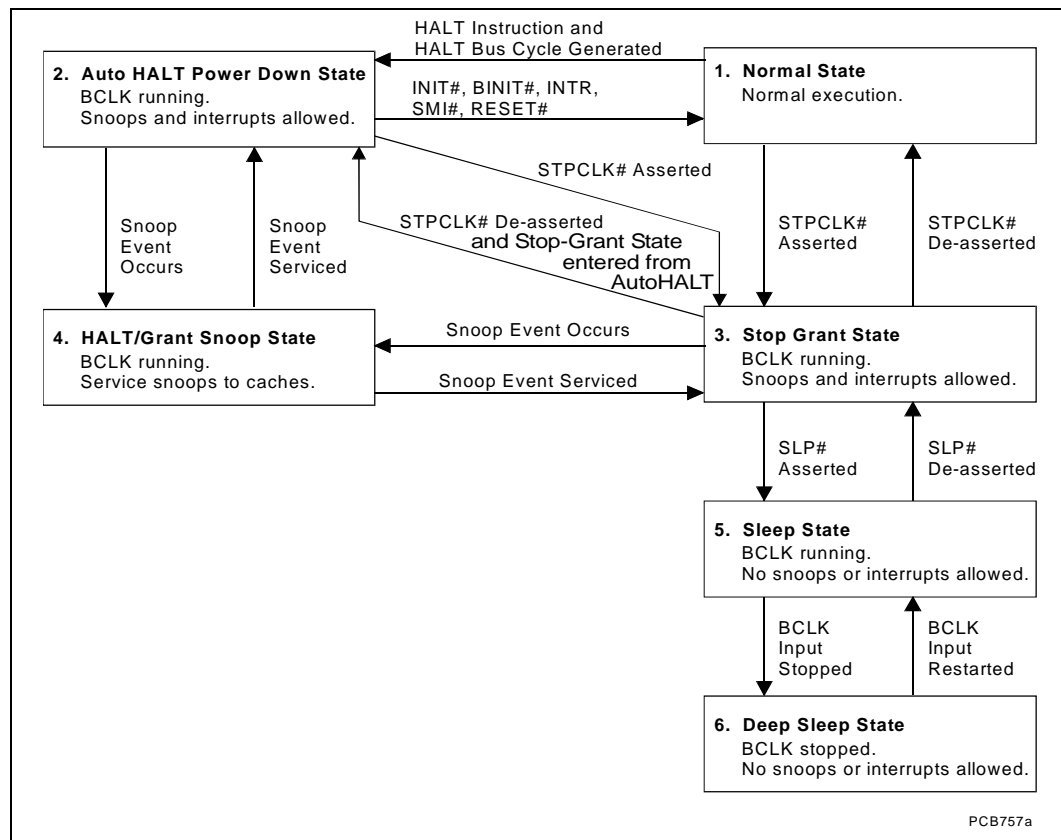 HALT Instruction and
HALT Bus Cycle Generated
2. Auto HALT Power Down State
BCLK running.
Snoops and interrupts allowed.
INIT#, BINIT#, INTR,
SMI#, RESET#
1. Normal State
Normal execution.
STPCLK# Asserted
STPCLK# De-asserted
and Stop-Grant State
entered from
AutoHALT
Snoop
Event
Occurs
Snoop
Event
Serviced
STPCLK#
Asserted
STPCLK#
De-asserted
4. HALT/Grant Snoop State
BCLK running.
Service snoops to caches.
Snoop Event Occurs
Snoop Event Serviced
3. Stop Grant State
BCLK running.
Snoops and interrupts allowed.
SLP#
Asserted
SLP#
De-asserted
5. Sleep State
BCLK running.
No snoops or interrupts allowed.
BCLK
Input
Stopped
BCLK
Input
Restarted
6. Deep Sleep State
BCLK stopped.
No snoops or interrupts allowed.
PCB757a